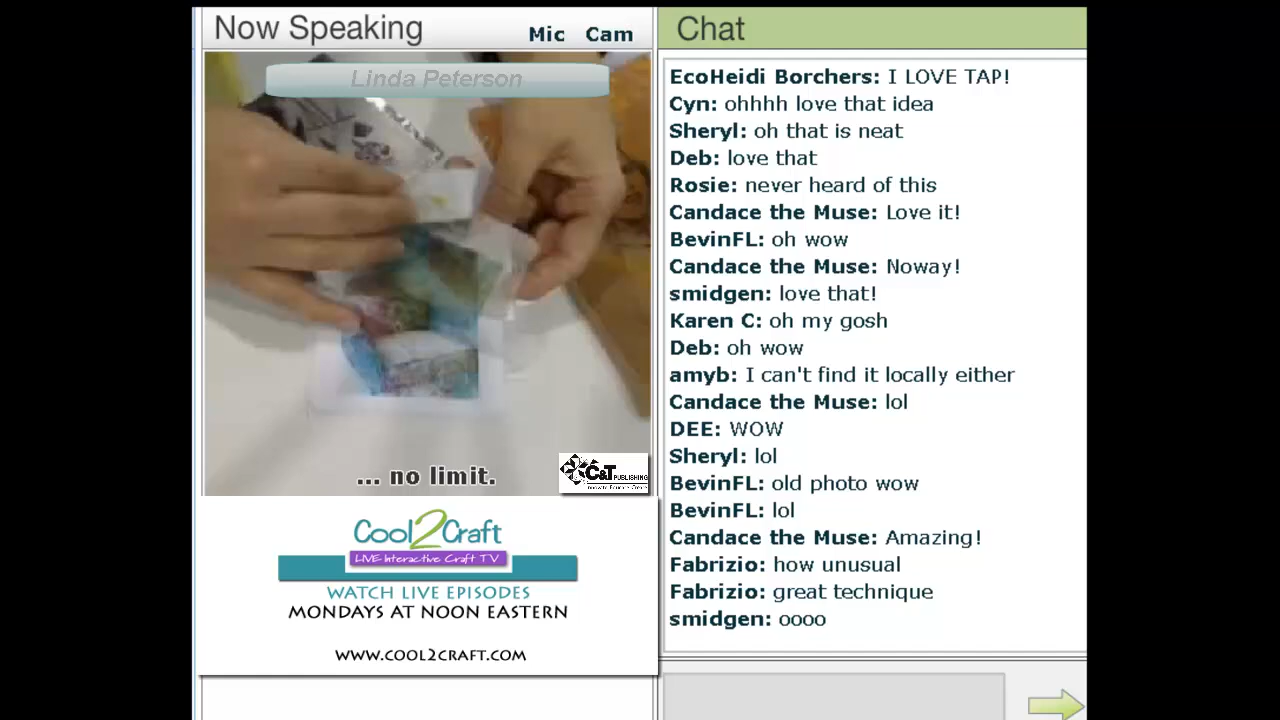 Now Speaking
Mic Cam
Linda Peterson
... no limit.
C&T PUBLISHING
Cool2Craft
LIVE Interactive Craft TV
WATCH LIVE EPISODES
MONDAYS AT NOON EASTERN
WWW.COOL2CRAFT.COM
Chat
EcoHeidi Borchers: I LOVE TAP!
Cyn: ohhhh love that idea
Sheryl: oh that is neat
Deb: love that
Rosie: never heard of this
Candace the Muse: Love it!
BevinFL: oh wow
Candace the Muse: Noway!
smidgen: love that!
Karen C: oh my gosh
Deb: oh wow
amyb: I can't find it locally either
Candace the Muse: lol
DEE: WOW
Sheryl: lol
BevinFL: old photo wow
BevinFL: lol
Candace the Muse: Amazing!
Fabrizio: how unusual
Fabrizio: great technique
smidgen: oooo